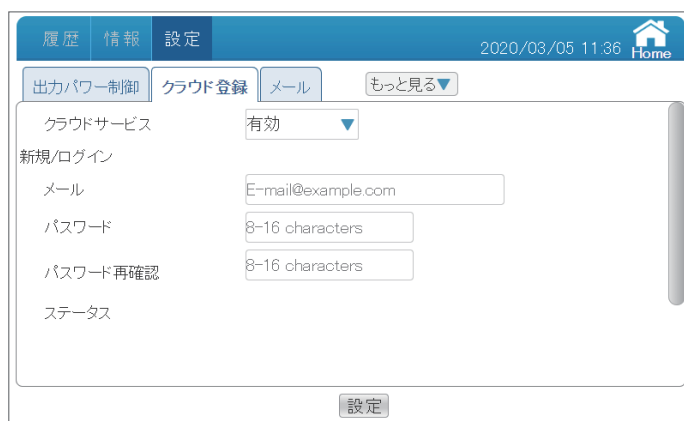 履歴 情報 設定 2020/03/05 11:36 Home
出力パワー制御 クラウド登録 メール もっと見る▼
クラウドサービス 有効 ▼
新規/ログイン
メール E-mail@example.com
パスワード 8-16 characters
パスワード再確認 8-16 characters
ステータス
設定